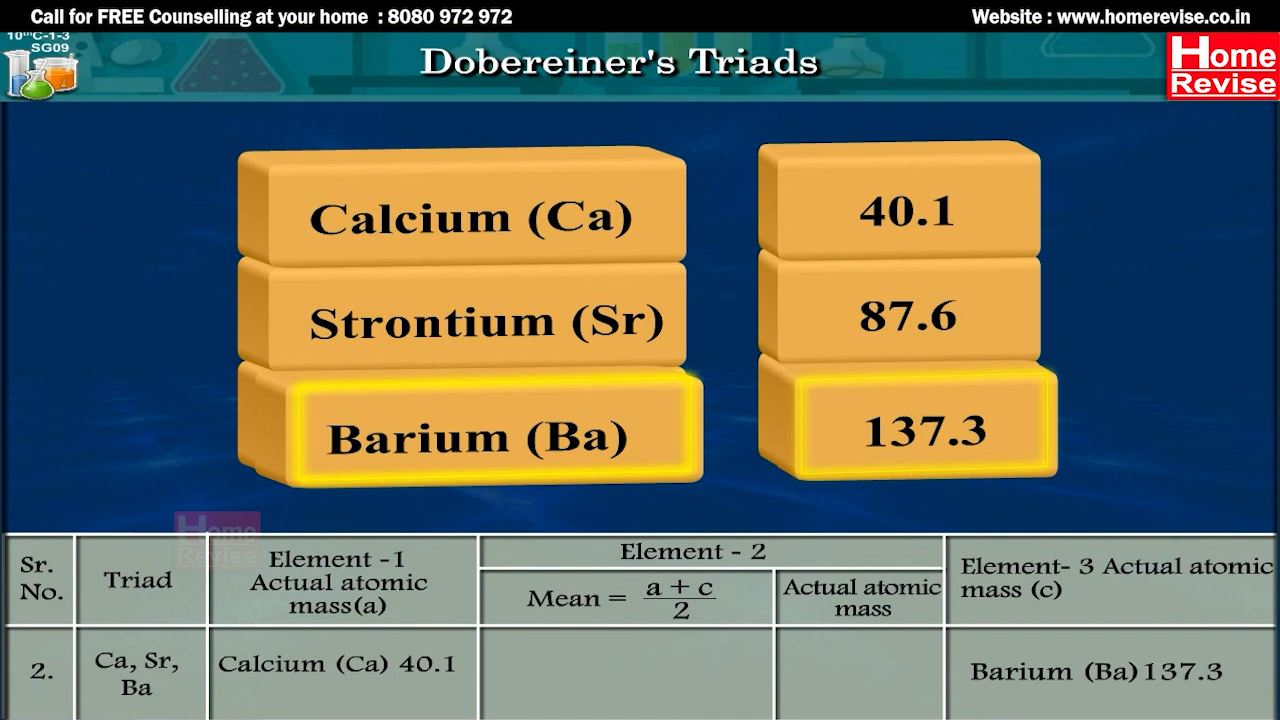 Call for FREE Counselling at your home : 8080 972 972
Website : www.homerevise.co.in
10thC-1-3
SG09
Dobereiner's Triads
Home
Revise
Calcium (Ca)
40.1
Strontium (Sr)
87.6
Barium (Ba)
137.3
Home
Revise
Sr.
No.
Triad
Element -1
Actual atomic
mass(a)
Element - 2
Mean = a + c
2
Actual atomic
mass
Element- 3 Actual atomic
mass (c)
2.
Ca, Sr,
Ba
Calcium (Ca) 40.1
Barium (Ba)137.3